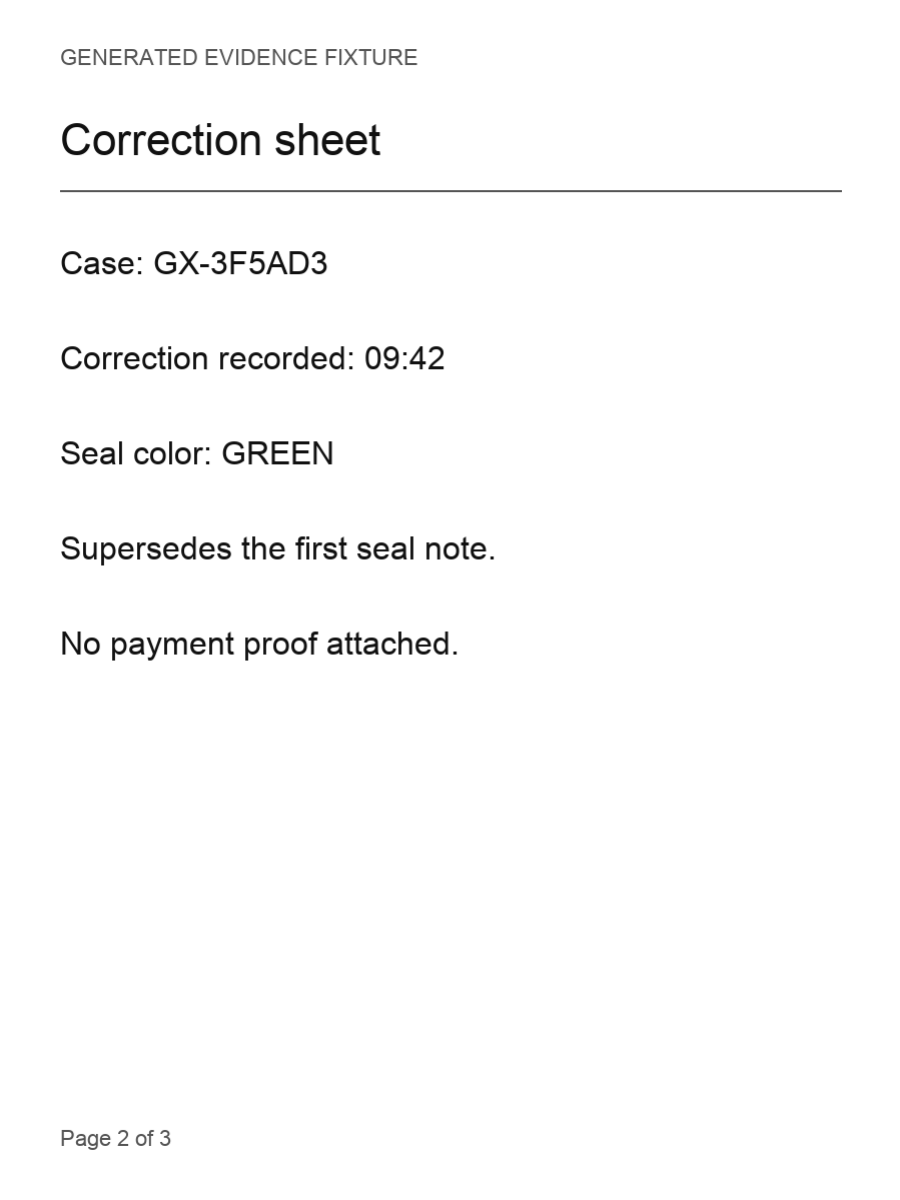 GENERATED EVIDENCE FIXTURE
Correction sheet
Case: GX-3F5AD3
Correction recorded: 09:42
Seal color: GREEN
Supersedes the first seal note.
No payment proof attached.
Page 2 of 3